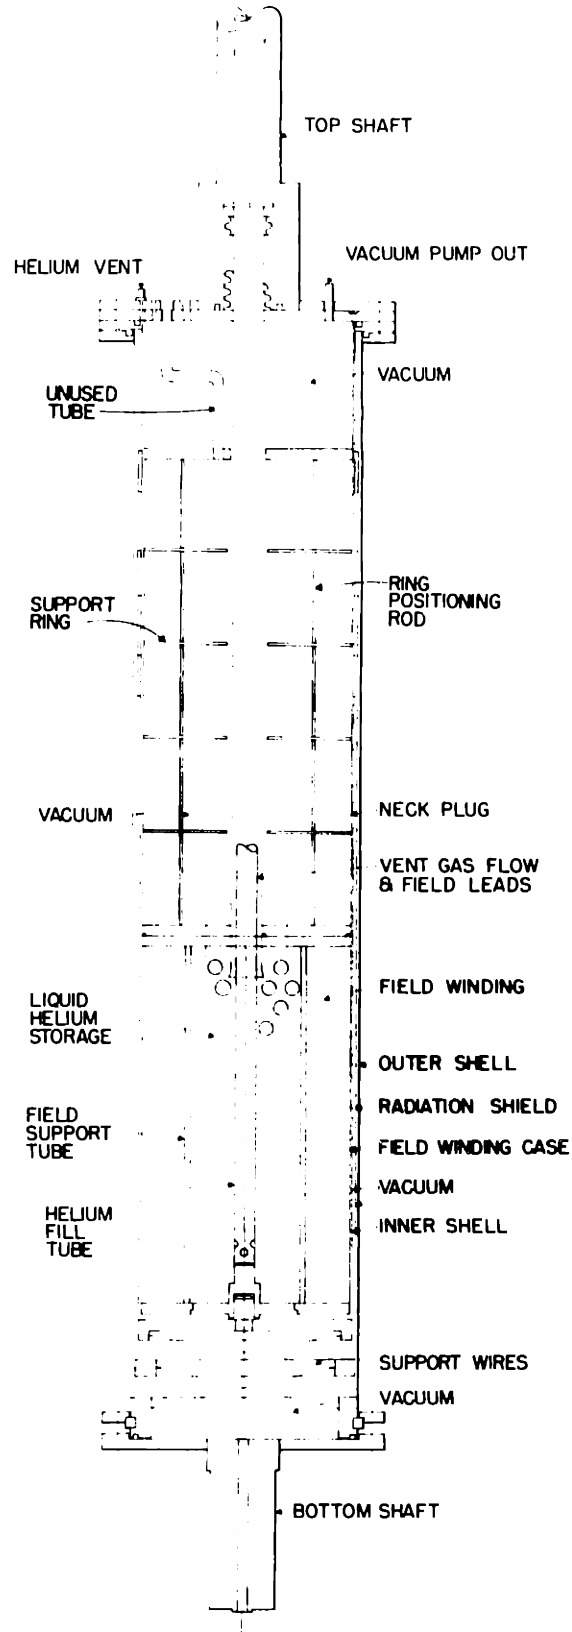 TOP SHAFT
HELIUM VENT
VACUUM PUMP OUT
VACUUM
UNUSED
TUBE
RING
POSITIONING
ROD
SUPPORT
RING
VACUUM
NECK PLUG
VENT GAS FLOW
& FIELD LEADS
FIELD WINDING
LIQUID
HELIUM
STORAGE
OUTER SHELL
RADIATION SHIELD
FIELD
SUPPORT
TUBE
FIELD WINDING CASE
VACUUM
HELIUM
FILL
TUBE
INNER SHELL
SUPPORT WIRES
VACUUM
BOTTOM SHAFT